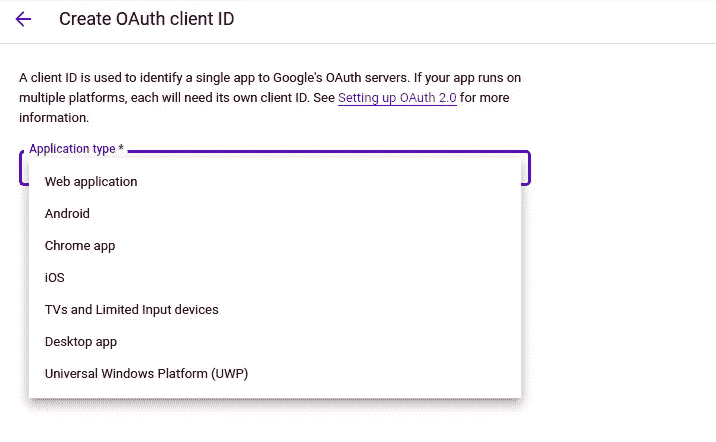 Create OAuth client ID
A client ID is used to identify a single app to Google's OAuth servers. If your app runs on
multiple platforms, each will need its own client ID. See Setting up OAuth 2.0 for more
information.
Application type *
Web application
Android
Chrome app
iOS
TVs and Limited Input devices
Desktop app
Universal Windows Platform (UWP)